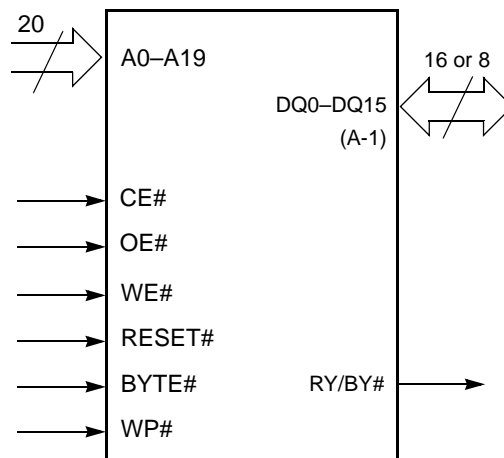 20
A0–A19
16 or 8
DQ0–DQ15
(A-1)
CE#
OE#
WE#
RESET#
BYTE#
RY/BY#
WP#